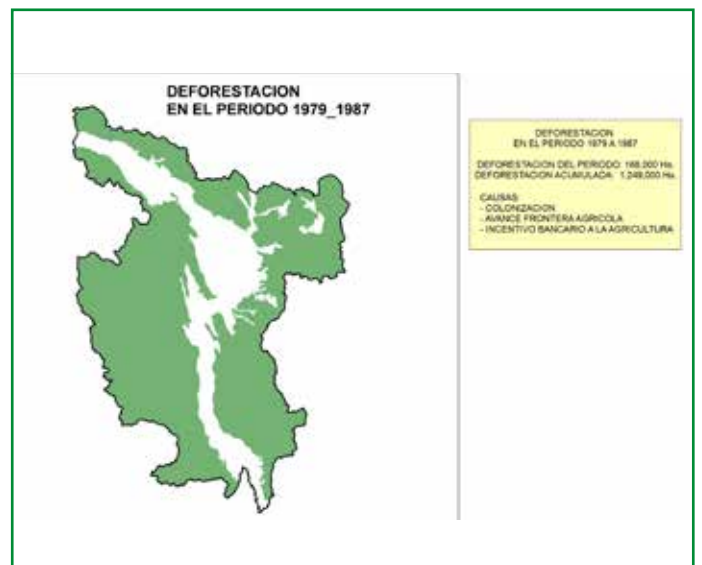 DEFORESTACION
EN EL PERIODO 1979_1987
DEFORESTACION
EN EL PERIODO 1979 A 1987
DEFORESTACION DEL PERIODO: 168,000 Ha.
DEFORESTACION ACUMULADA: 1,249,000 Ha.
CAUSAS:
- COLONIZACION
- AVANCE FRONTERA AGRICOLA
- INCENTIVO BANCARIO A LA AGRICULTURA